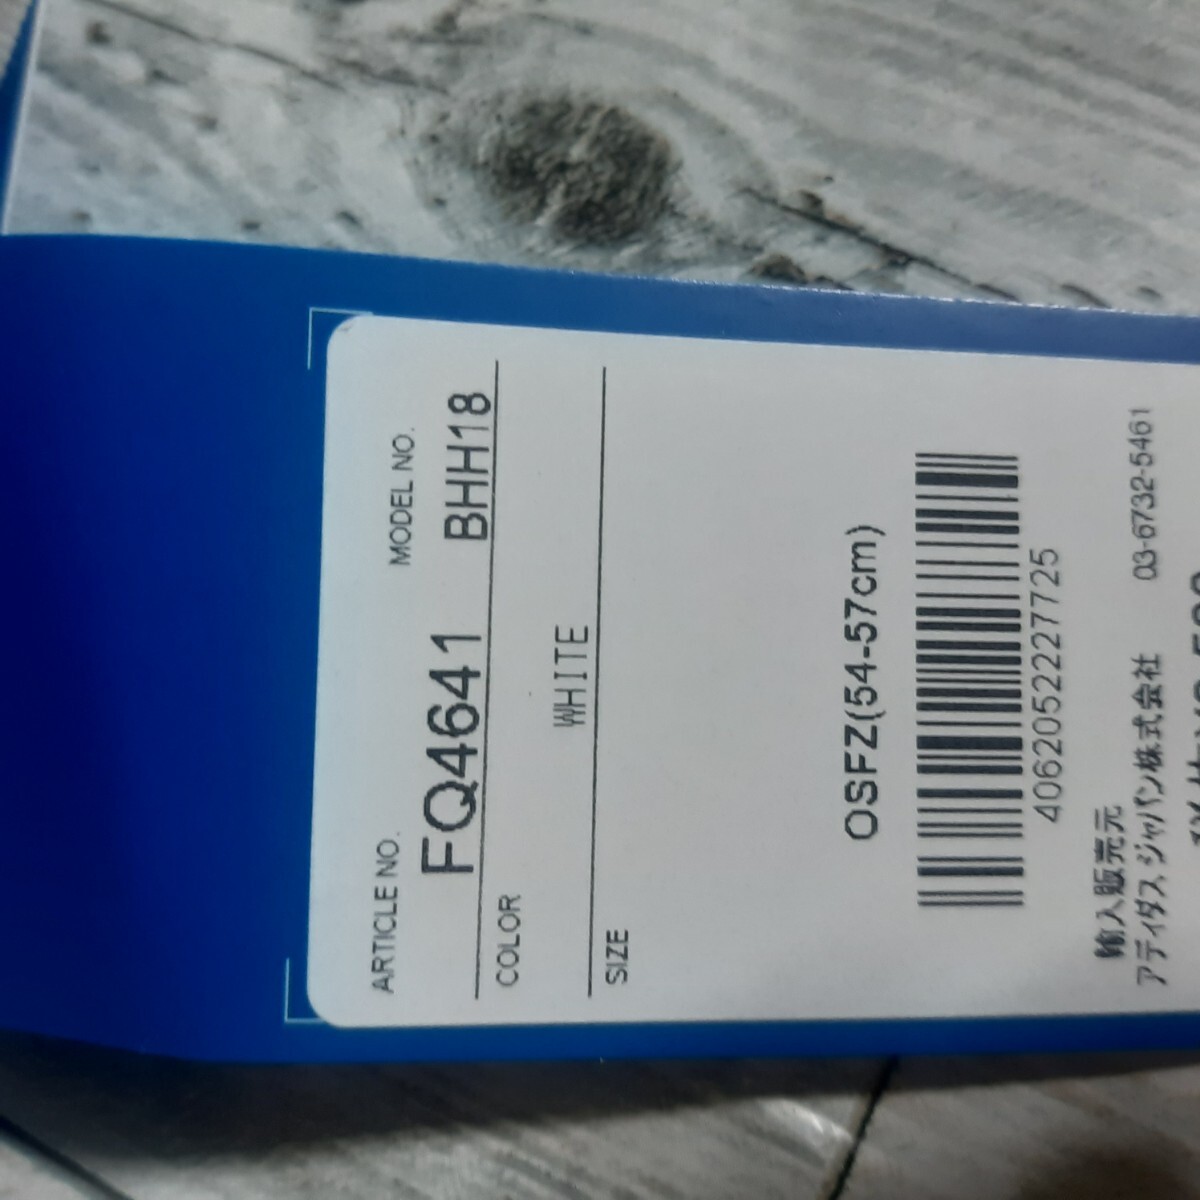 ARTICLE NO. MODEL NO.
FQ4641 BHH18
COLOR
WHITE
SIZE
OSFZ(54-57cm)
4062052227725
輸入販売元
アディダス ジャパン株式会社 03-6732-5461